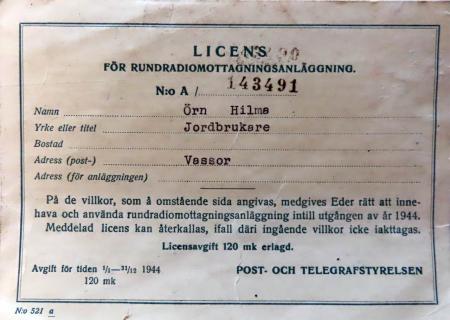 LICENS
FÖR RUNDRADIOMOTTAGNINGSANLÄGGNING.
N:o A / 143491
Namn Örn Hilma
Yrke eller titel Jordbrukare
Bostad
Adress (post-) Vassor
Adress (för anläggningen)
På de villkor, som å omstående sida angivas, medgives Eder rätt att inne-
hava och använda rundradiomottagningsanläggning intill utgången av år 1944.
Meddelad licens kan återkallas, ifall däri ingående villkor icke iakttagas.
Licensavgift 120 mk erlagd.
Avgift för tiden 1/1—31/12 1944 POST- OCH TELEGRAFSTYRELSEN
120 mk
N:o 521 a